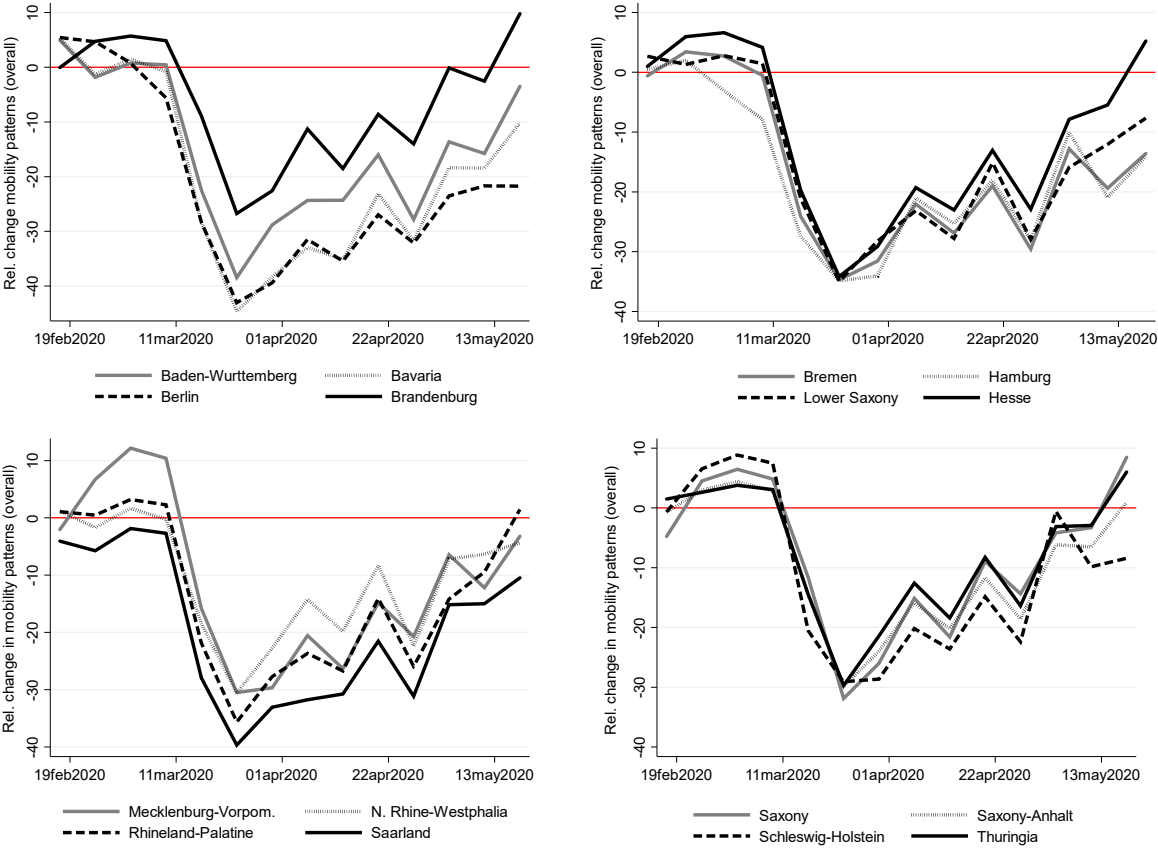 Rel. change mobility patterns (overall)
10
0
-10
-20
-30
-40
19feb2020 11mar2020 01apr2020 22apr2020 13may2020
Baden-Wurttemberg Bavaria
Berlin Brandenburg
Rel. change mobility patterns (overall)
10
0
-10
-20
-30
-40
19feb2020 11mar2020 01apr2020 22apr2020 13may2020
Bremen Hamburg
Lower Saxony Hesse
Rel. change in mobility patterns (overall)
10
0
-10
-20
-30
-40
19feb2020 11mar2020 01apr2020 22apr2020 13may2020
Mecklenburg-Vorpom. N. Rhine-Westphalia
Rhineland-Palatine Saarland
Rel. change in mobility patterns (overall)
10
0
-10
-20
-30
-40
19feb2020 11mar2020 01apr2020 22apr2020 13may2020
Saxony Saxony-Anhalt
Schleswig-Holstein Thuringia